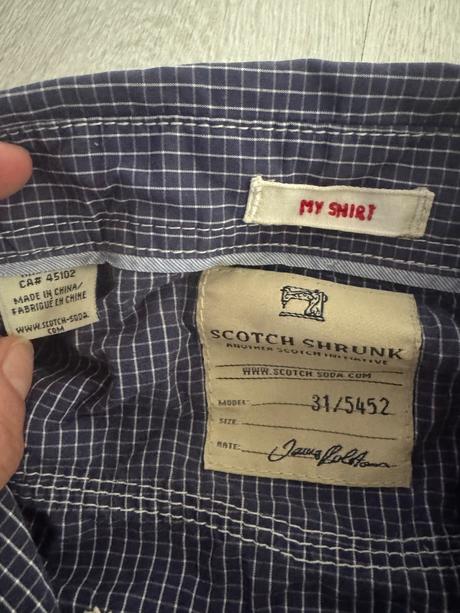 MY SHIRT
CA# 45102
MADE IN CHINA/
FABRIQUÉ EN CHINE
WWW.SCOTCH-SODA.
COM
SCOTCH SHRUNK
ANOTHER SCOTCH INITIATIVE
WWW.SCOTCH-SODA.COM
MODEL: 31/5452
SIZE:
RATE: